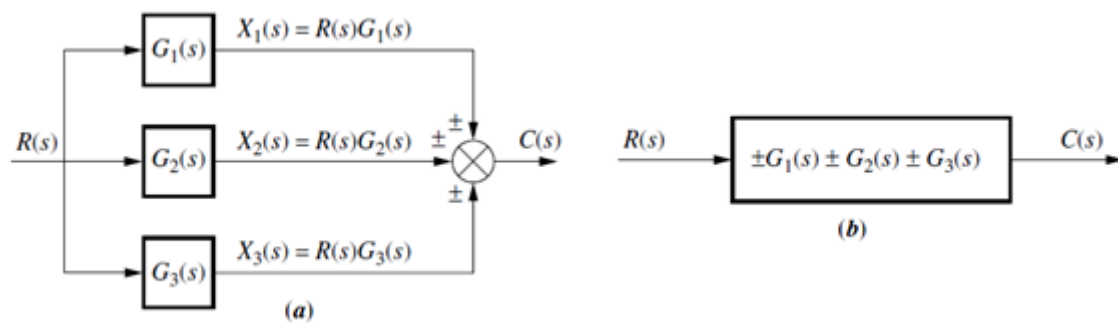 G₁(s)
X₁(s) = R(s)G₁(s)
±
R(s)
G₂(s)
X₂(s) = R(s)G₂(s)
±
C(s)
±
G₃(s)
X₃(s) = R(s)G₃(s)
(a)
R(s)
±G₁(s) ± G₂(s) ± G₃(s)
C(s)
(b)